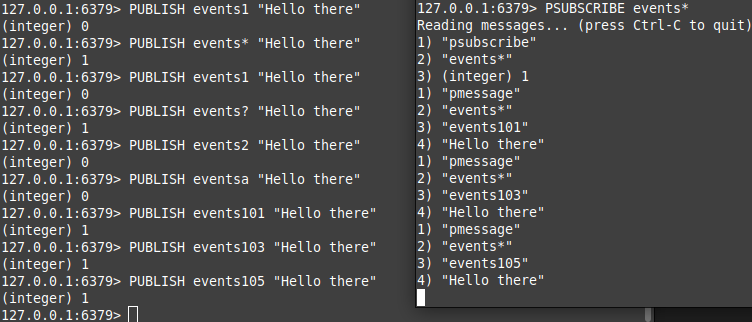 127.0.0.1:6379> PUBLISH events1 "Hello there"
(integer) 0
127.0.0.1:6379> PUBLISH events* "Hello there"
(integer) 1
127.0.0.1:6379> PUBLISH events1 "Hello there"
(integer) 0
127.0.0.1:6379> PUBLISH events? "Hello there"
(integer) 1
127.0.0.1:6379> PUBLISH events2 "Hello there"
(integer) 0
127.0.0.1:6379> PUBLISH eventsa "Hello there"
(integer) 0
127.0.0.1:6379> PUBLISH events101 "Hello there"
(integer) 1
127.0.0.1:6379> PUBLISH events103 "Hello there"
(integer) 1
127.0.0.1:6379> PUBLISH events105 "Hello there"
(integer) 1
127.0.0.1:6379>
127.0.0.1:6379> PSUBSCRIBE events*
Reading messages... (press Ctrl-C to quit)
1) "psubscribe"
2) "events*"
3) (integer) 1
1) "pmessage"
2) "events*"
3) "events101"
4) "Hello there"
1) "pmessage"
2) "events*"
3) "events103"
4) "Hello there"
1) "pmessage"
2) "events*"
3) "events105"
4) "Hello there"